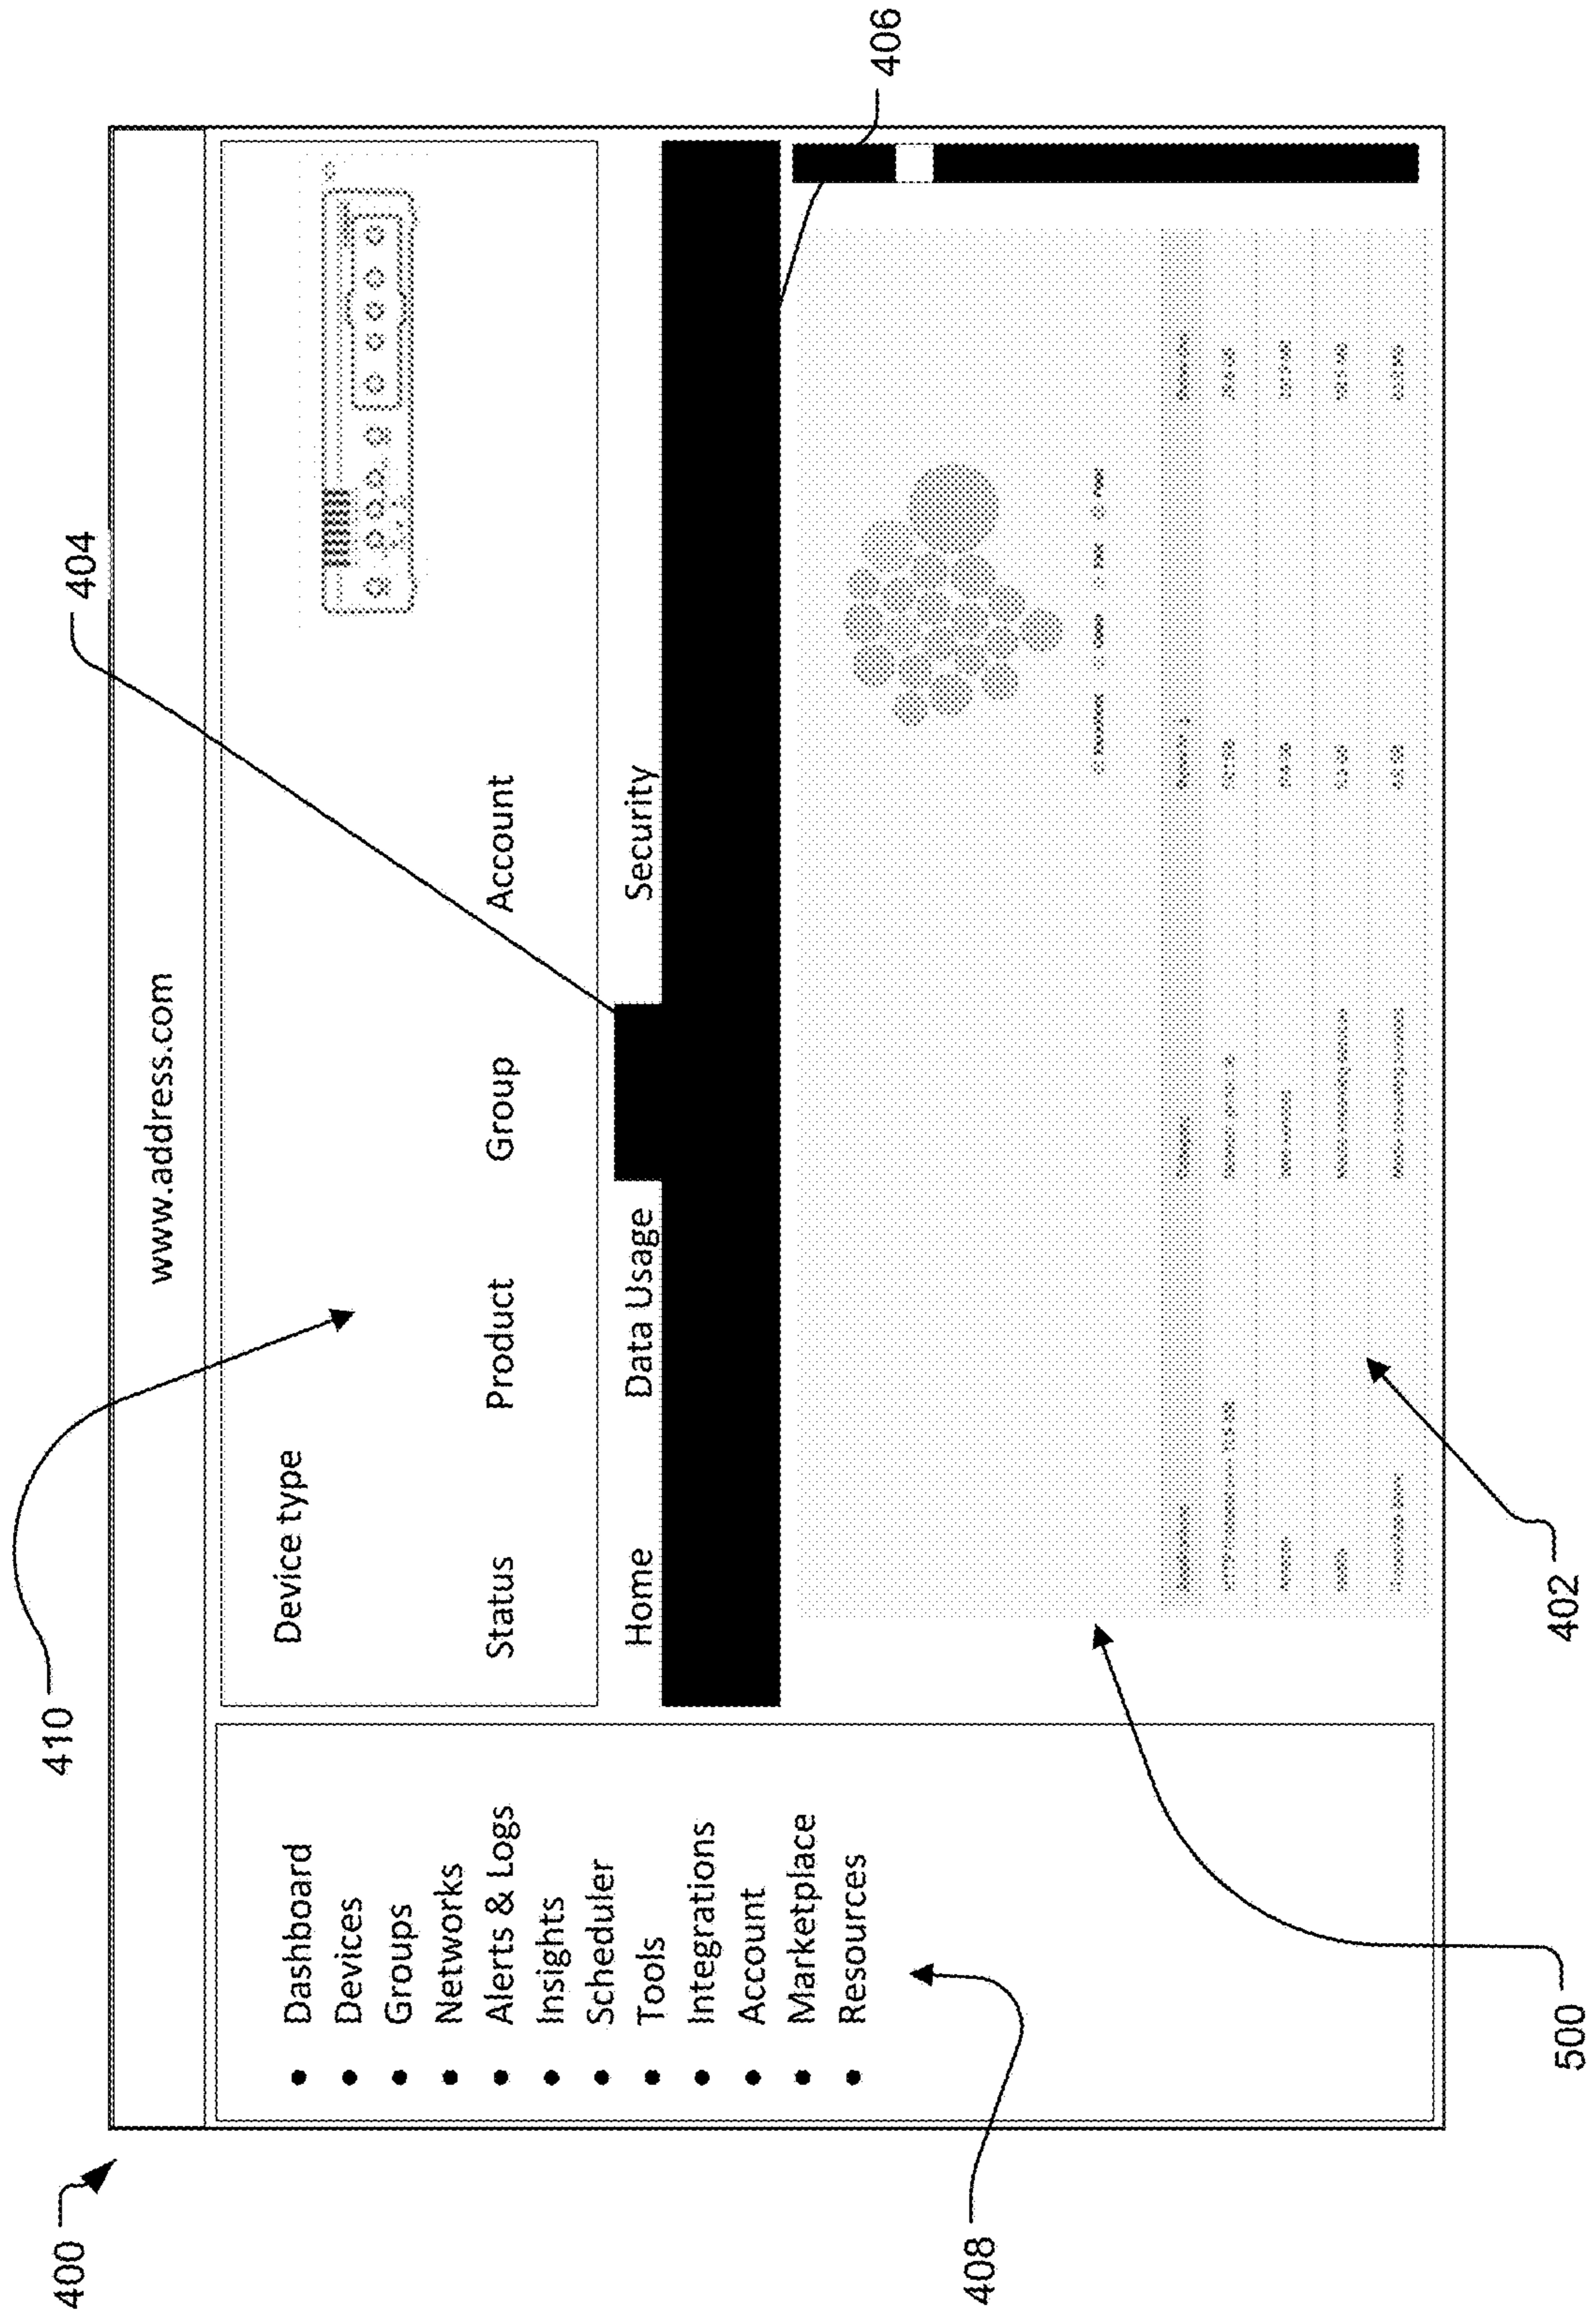 400
410
404
406
www.address.com
Device type
Status Product Group Account
Home Data Usage Security
• Dashboard
• Devices
• Groups
• Networks
• Alerts & Logs
• Insights
• Scheduler
• Tools
• Integrations
• Account
• Marketplace
• Resources
408
500
402